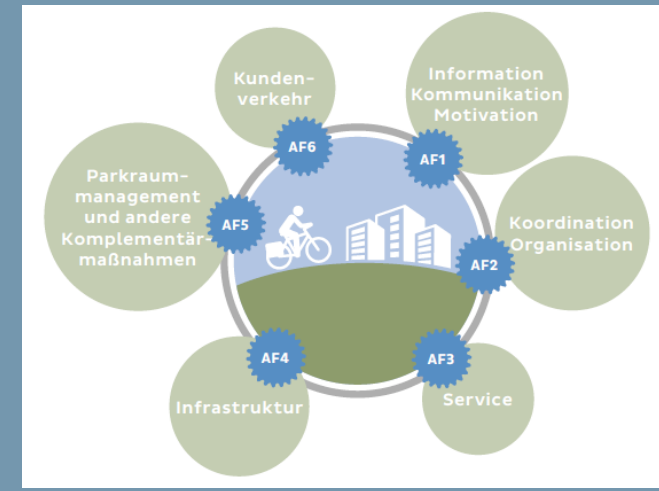 Information
Kommunikation
Motivation
AF1
Koordination
Organisation
AF2
AF3
Service
AF4
Infrastruktur
Parkraum-
management
und andere
Komplementär-
maßnahmen
AF5
Kunden-
verkehr
AF6